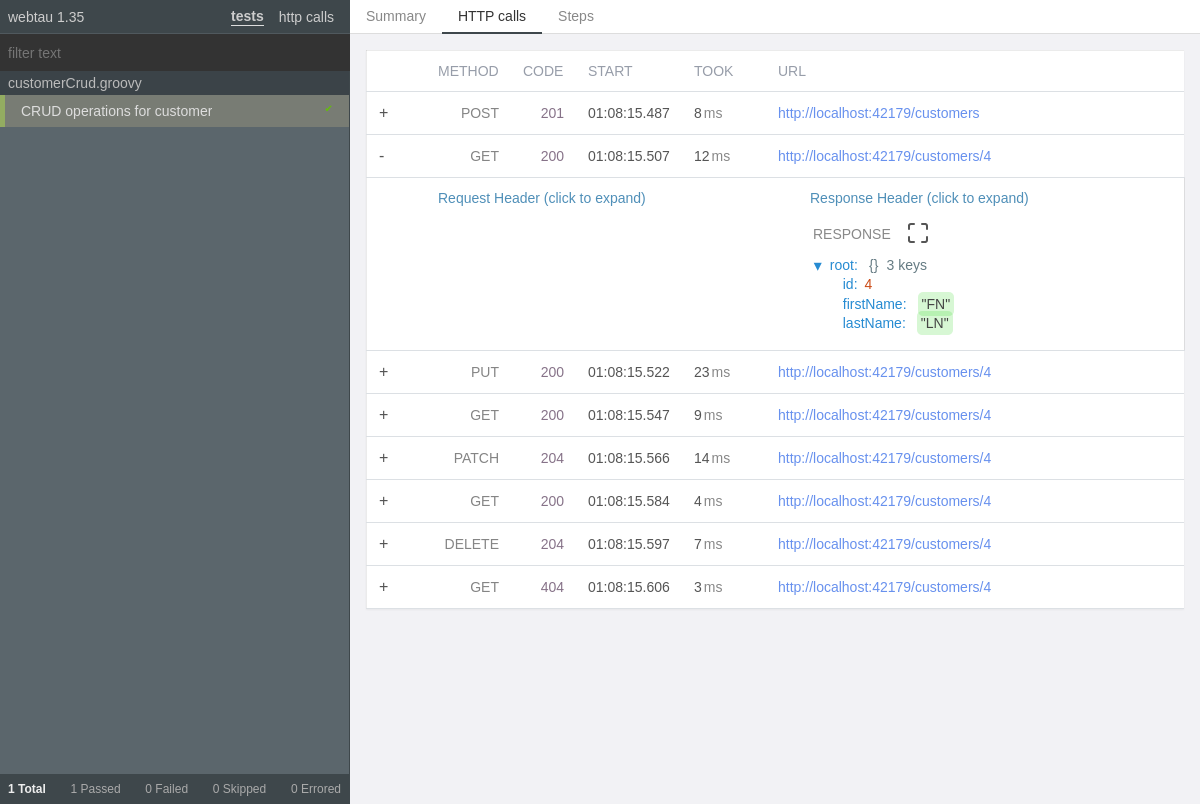 webtau 1.35 tests http calls
filter text
customerCrud.groovy
CRUD operations for customer
1 Total 1 Passed 0 Failed 0 Skipped 0 Errored
Summary HTTP calls Steps
METHOD CODE START TOOK URL
+ POST 201 01:08:15.487 8 ms http://localhost:42179/customers
- GET 200 01:08:15.507 12 ms http://localhost:42179/customers/4
Request Header (click to expand) Response Header (click to expand)
RESPONSE
▼ root: {} 3 keys
id: 4
firstName: "FN"
lastName: "LN"
+ PUT 200 01:08:15.522 23 ms http://localhost:42179/customers/4
+ GET 200 01:08:15.547 9 ms http://localhost:42179/customers/4
+ PATCH 204 01:08:15.566 14 ms http://localhost:42179/customers/4
+ GET 200 01:08:15.584 4 ms http://localhost:42179/customers/4
+ DELETE 204 01:08:15.597 7 ms http://localhost:42179/customers/4
+ GET 404 01:08:15.606 3 ms http://localhost:42179/customers/4